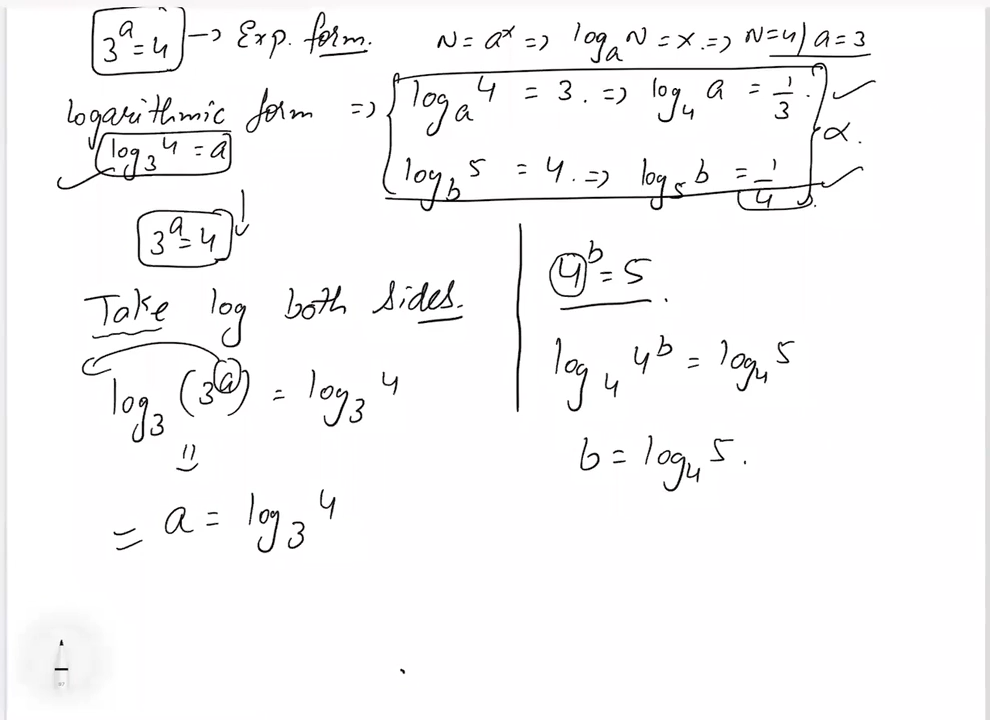 3^a = 4 → Exp. form. N = a^x ⇒ log_a N = x. ⇒ N=4/ a=3
logarithmic form ⇒ { log_a 4 = 3. ⇒ log_4 a = 1/3. ✓
log_3 4 = a
log_b 5 = 4. ⇒ log_5 b = 1/4. ✓ } α.
3^a = 4
Take log both sides.
log_3 (3^a) = log_3 4
=
= a = log_3 4
4^b = 5.
log_4 4^b = log_4 5
b = log_4 5.